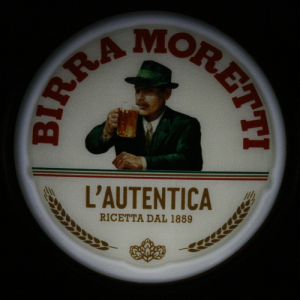 BIRRA MORETTI
L'AUTENTICA
RICETTA DAL 1859